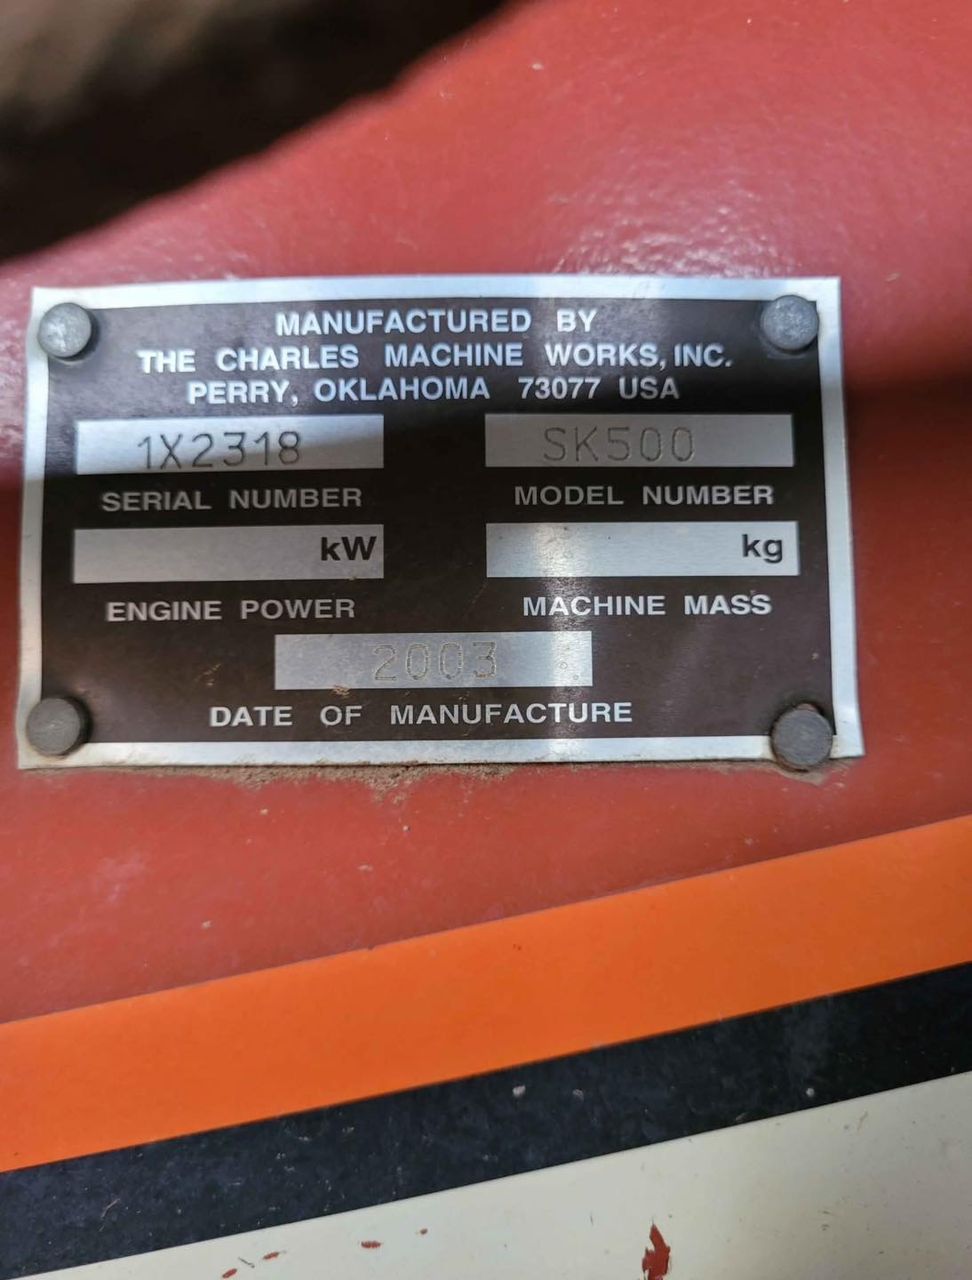 MANUFACTURED BY
THE CHARLES MACHINE WORKS, INC.
PERRY, OKLAHOMA 73077 USA
1X2318 SK500
SERIAL NUMBER MODEL NUMBER
kW kg
ENGINE POWER MACHINE MASS
2003
DATE OF MANUFACTURE